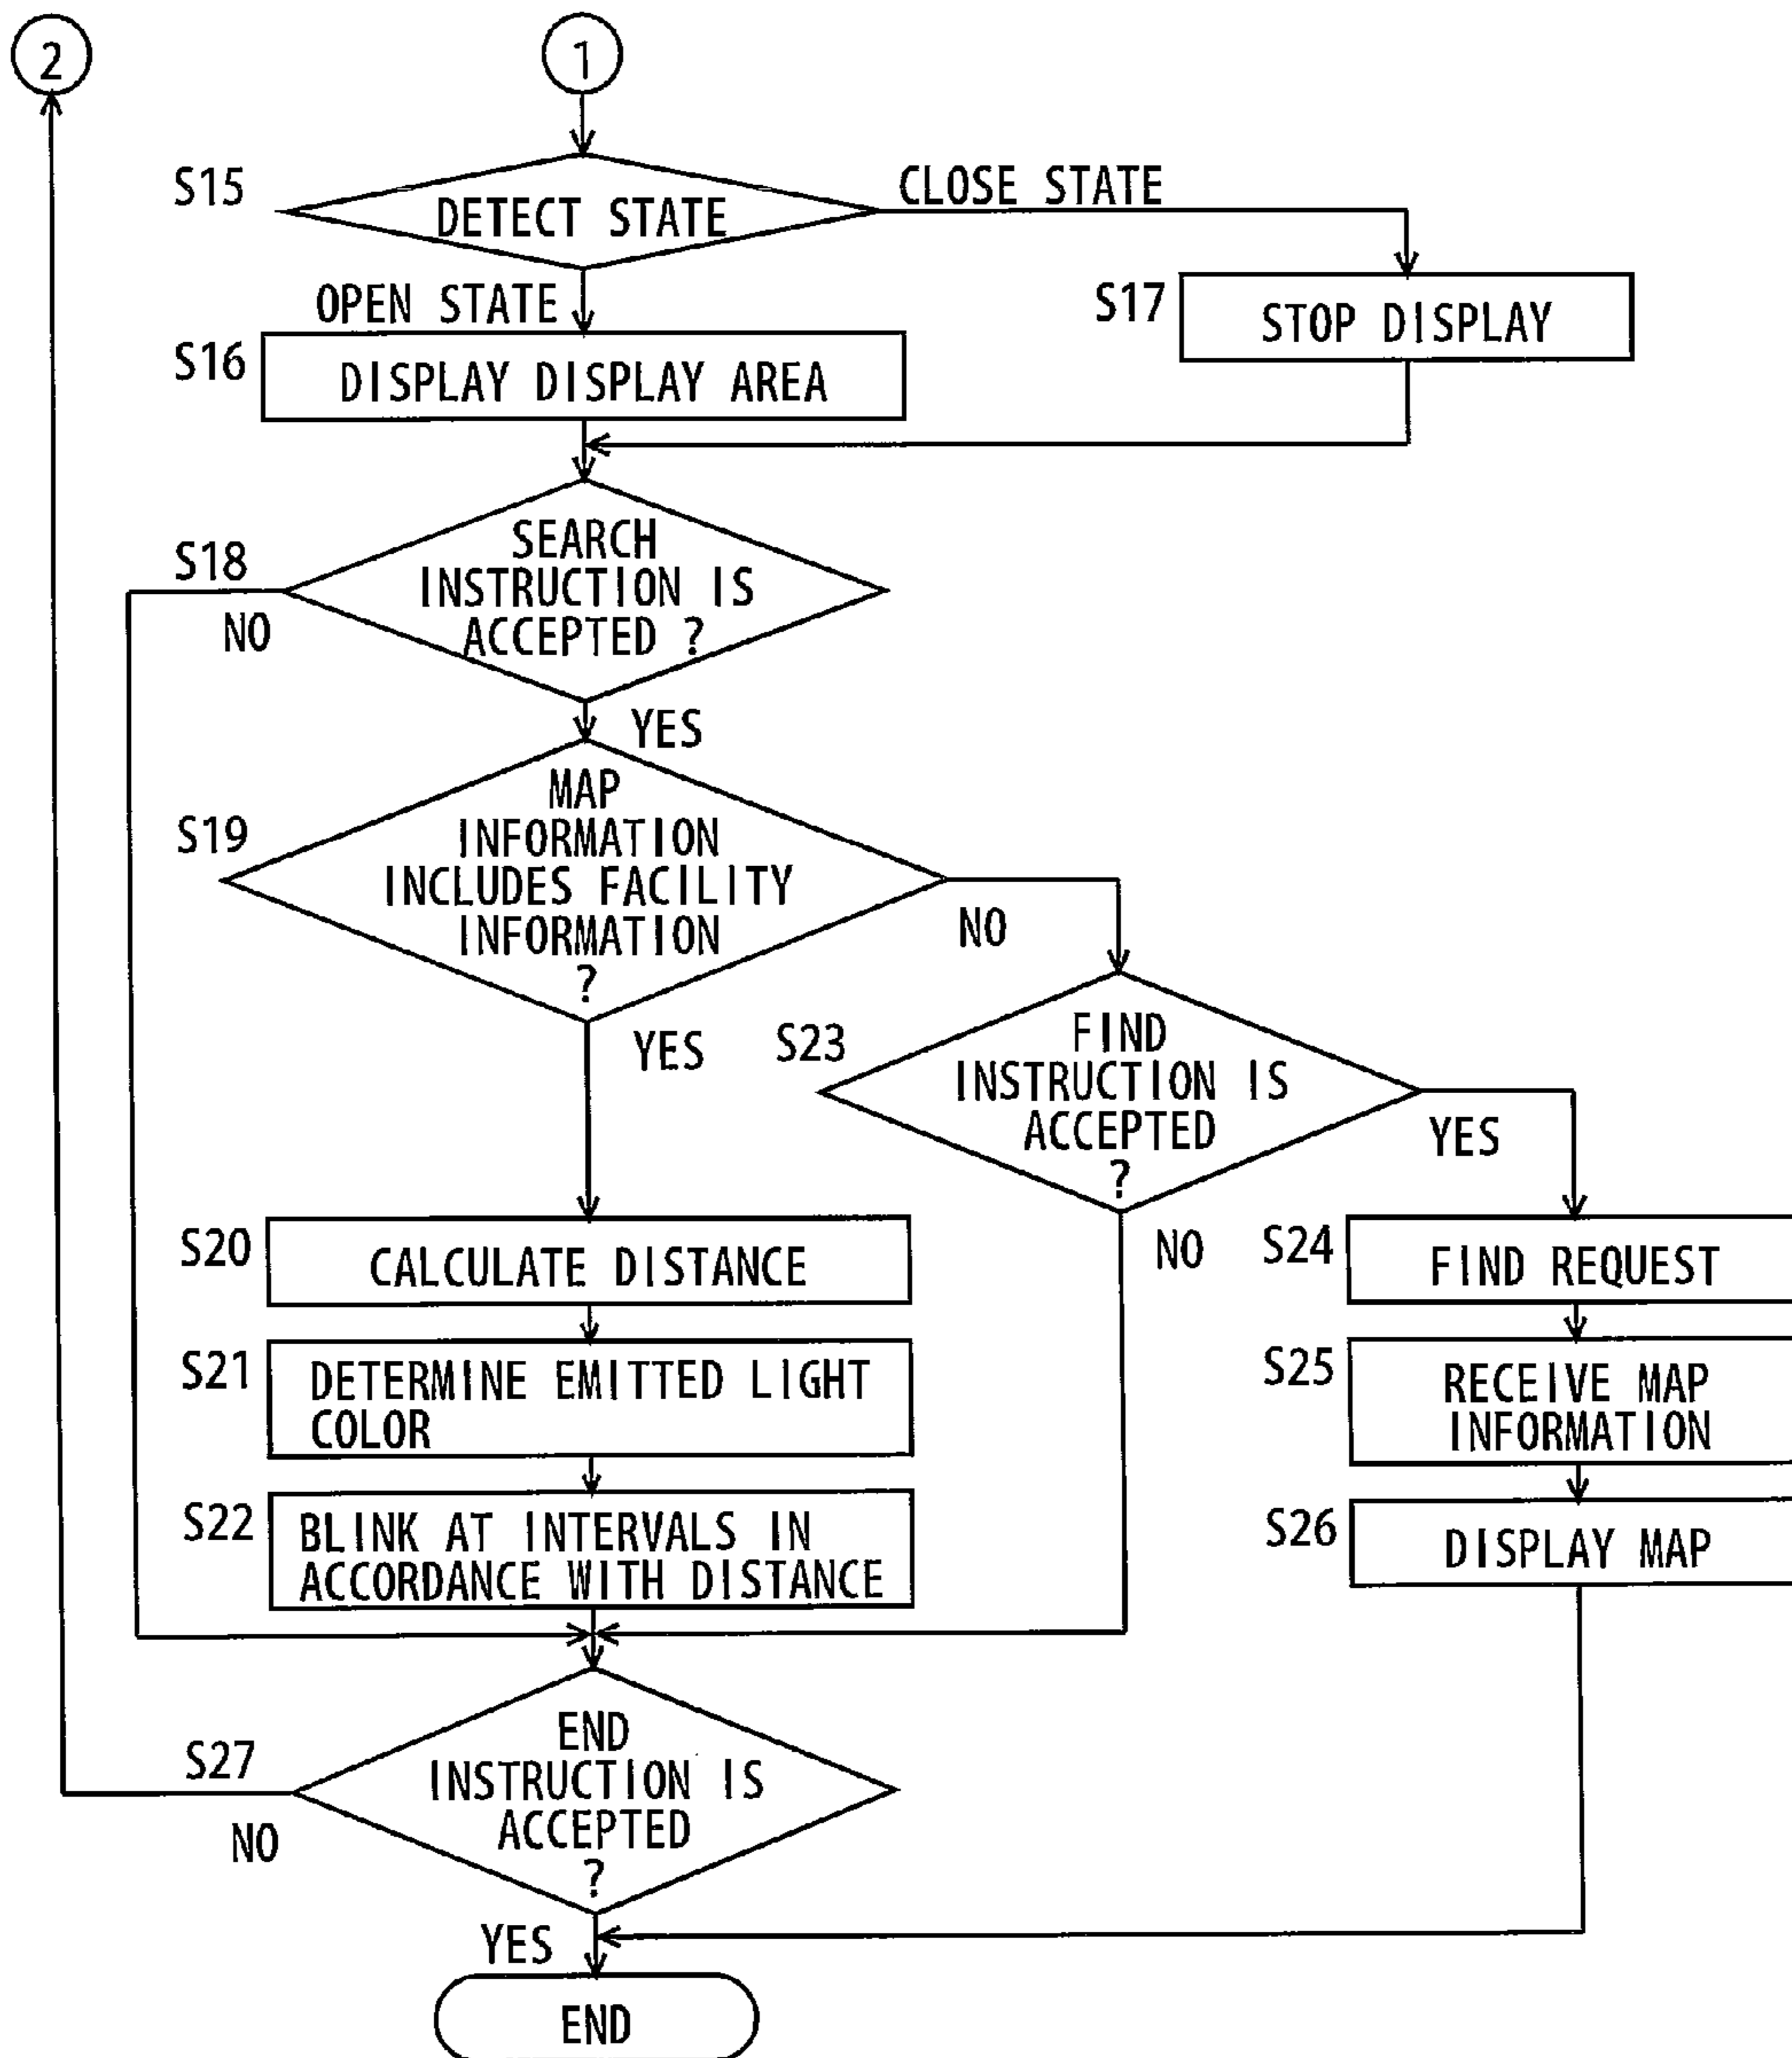 2
1
S15
DETECT STATE
CLOSE STATE
OPEN STATE
S17
STOP DISPLAY
S16
DISPLAY DISPLAY AREA
S18
SEARCH
INSTRUCTION IS
ACCEPTED ?
NO
YES
S19
MAP
INFORMATION
INCLUDES FACILITY
INFORMATION
?
NO
YES
S23
FIND
INSTRUCTION IS
ACCEPTED
?
YES
NO
S20
CALCULATE DISTANCE
S24
FIND REQUEST
S21
DETERMINE EMITTED LIGHT
COLOR
S25
RECEIVE MAP
INFORMATION
S22
BLINK AT INTERVALS IN
ACCORDANCE WITH DISTANCE
S26
DISPLAY MAP
S27
END
INSTRUCTION IS
ACCEPTED
?
NO
YES
END